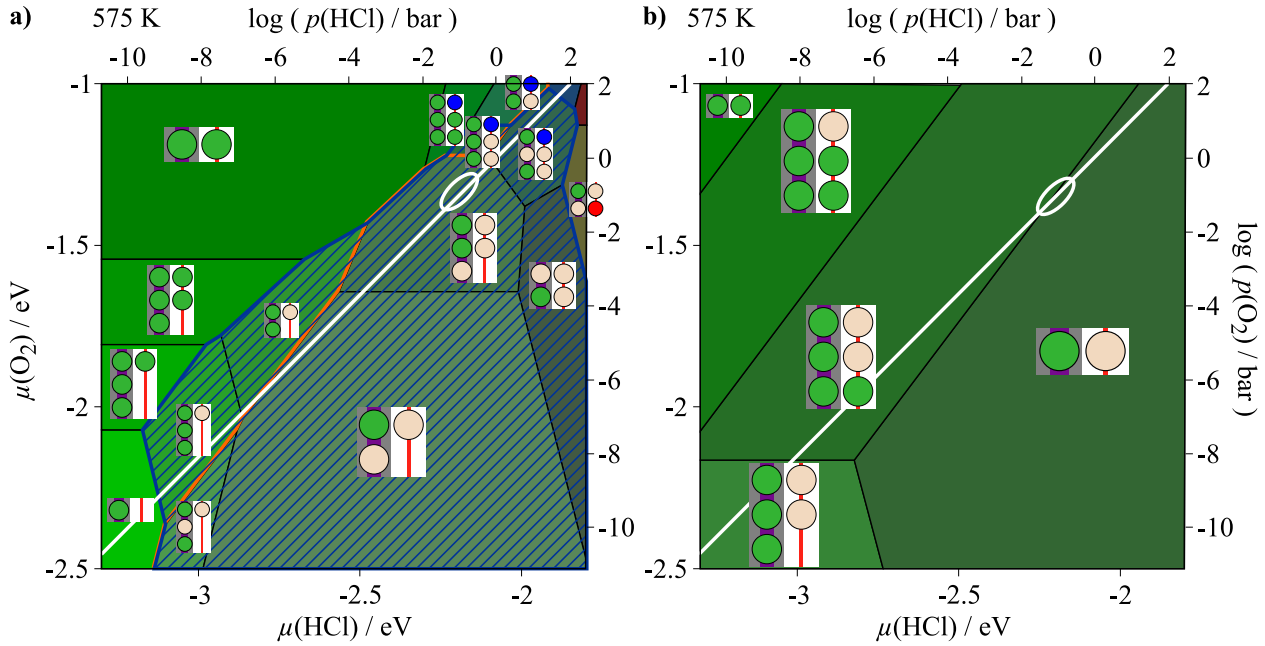 a) 575 K log ( p(HCl) / bar )
-10 -8 -6 -4 -2 0 2
-1
-1.5
-2
-2.5
μ(O₂) / eV
2
0
-2
-4
-6
-8
-10
-3 -2.5 -2
μ(HCl) / eV
b) 575 K log ( p(HCl) / bar )
-10 -8 -6 -4 -2 0 2
-1
-1.5
-2
-2.5
2
0
-2
-4
-6
-8
-10
log ( p(O₂) / bar )
-3 -2.5 -2
μ(HCl) / eV